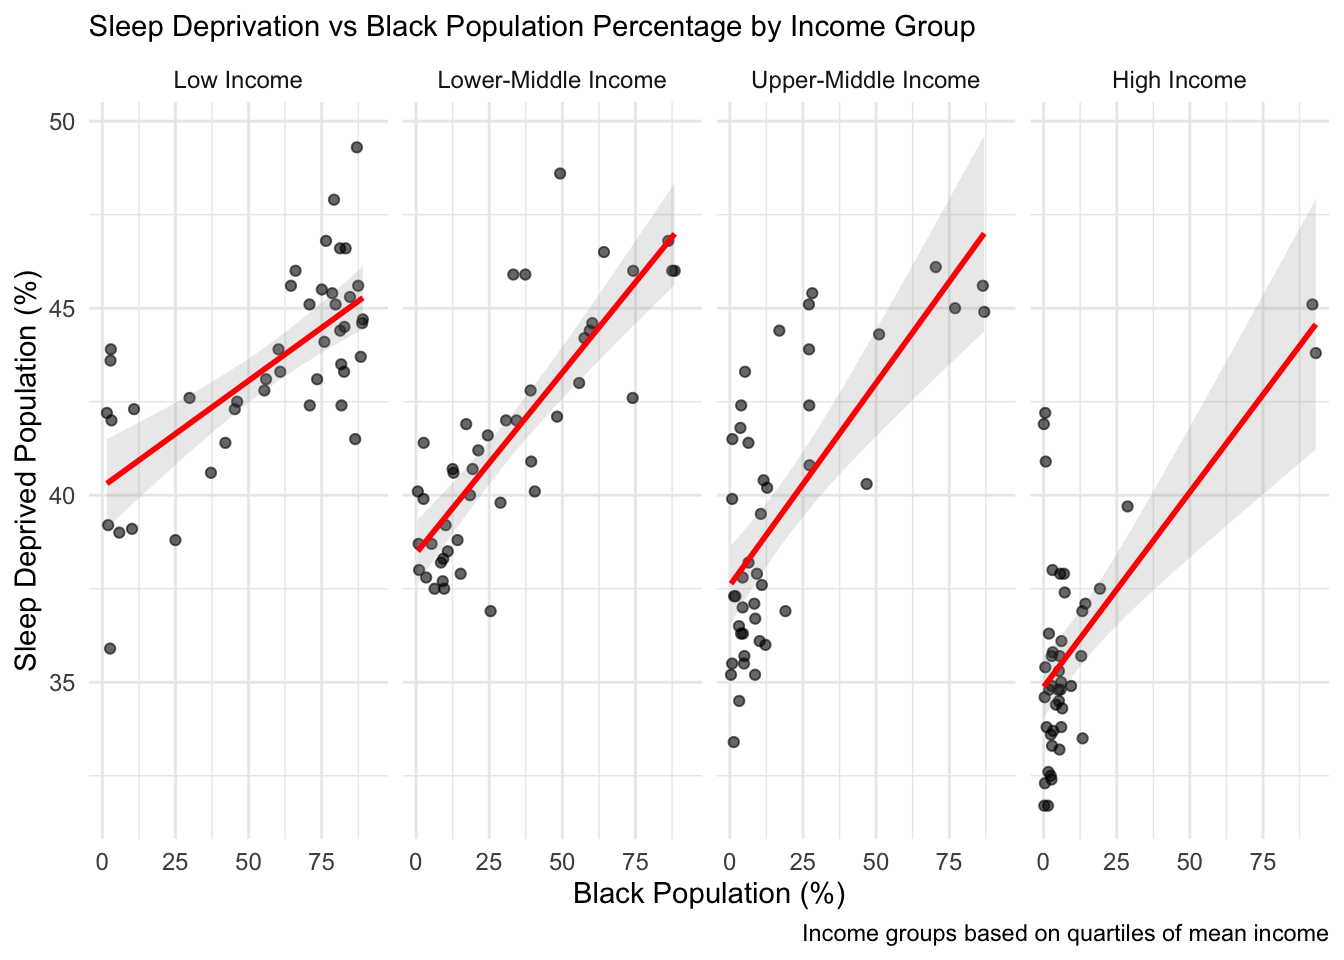 Sleep Deprivation vs Black Population Percentage by Income Group
Low Income
Lower-Middle Income
Upper-Middle Income
High Income
50
45
40
35
Sleep Deprived Population (%)
0 25 50 75
0 25 50 75
0 25 50 75
0 25 50 75
Black Population (%)
Income groups based on quartiles of mean income